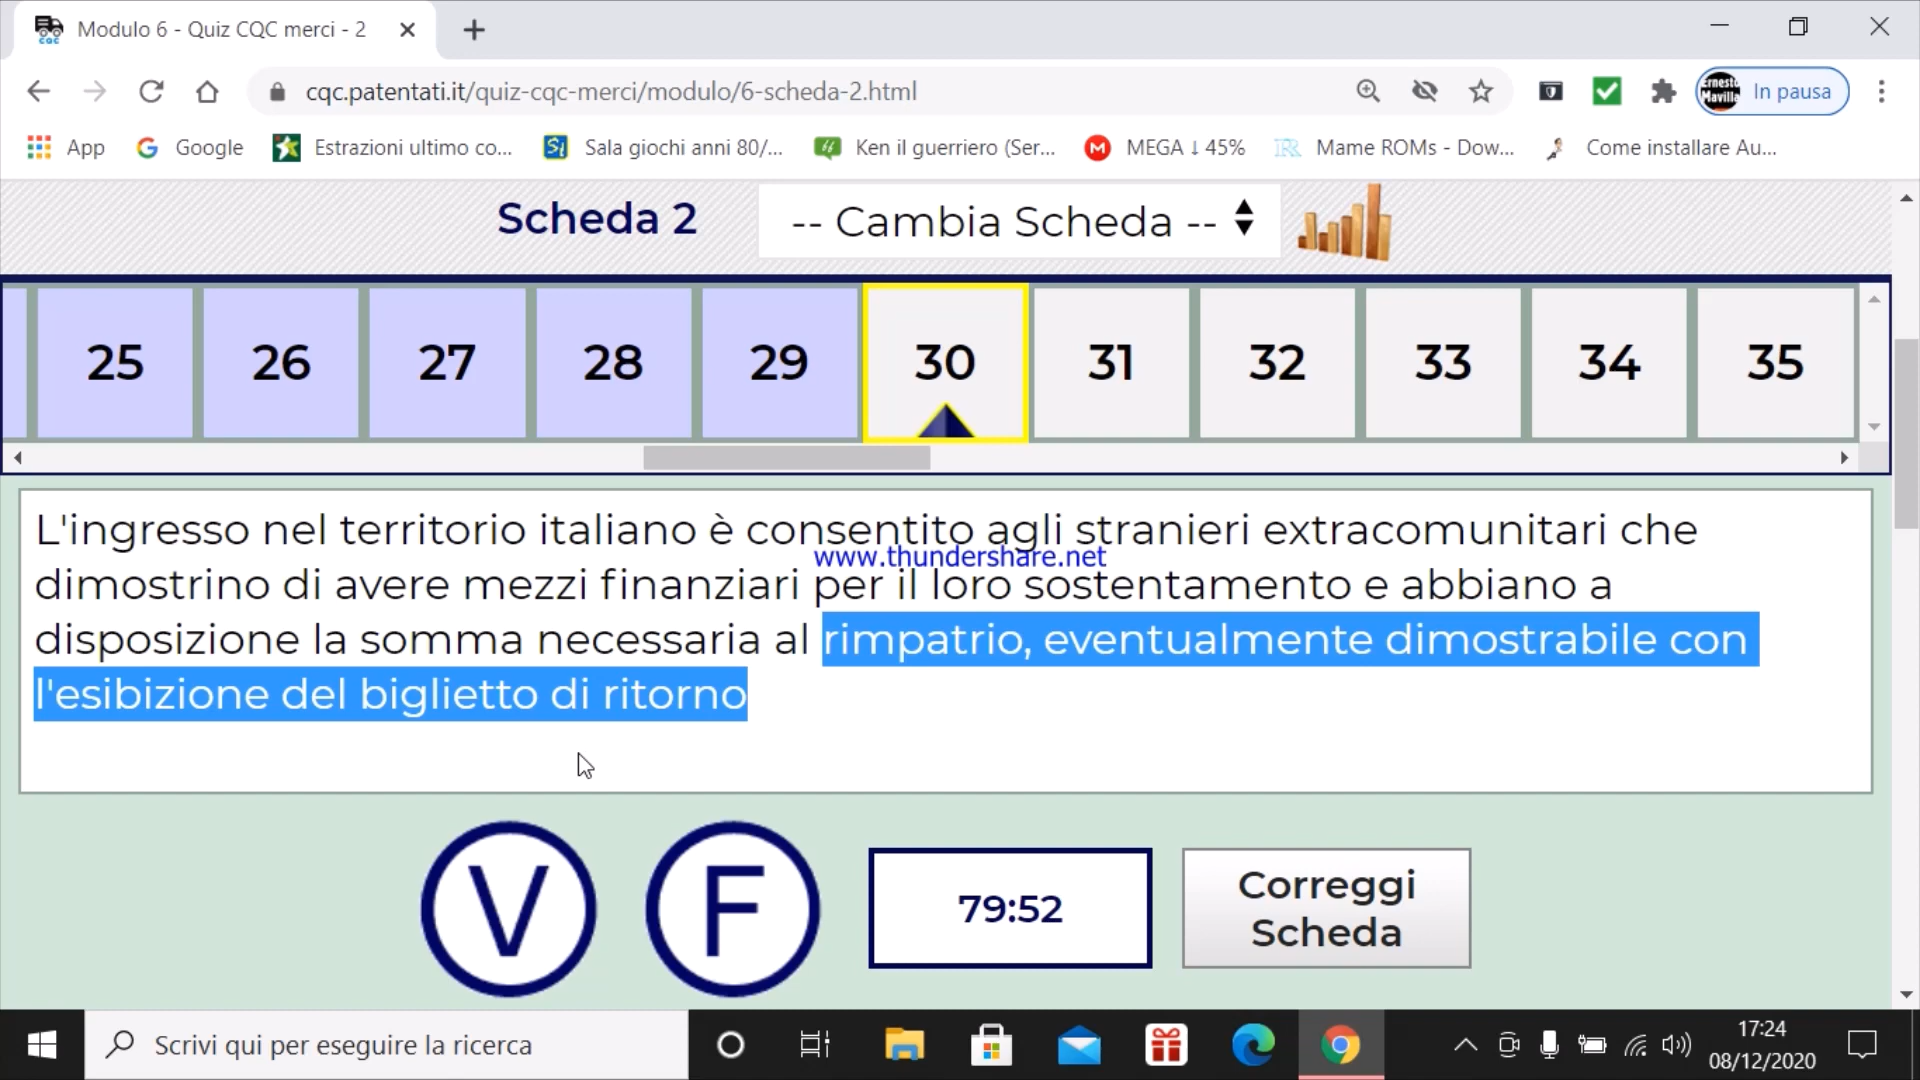 Modulo 6 - Quiz CQC merci - 2
cqc.patentati.it/quiz-cqc-merci/modulo/6-scheda-2.html
In pausa
App
Google
Estrazioni ultimo co...
Sala giochi anni 80/...
Ken il guerriero (Ser...
MEGA ↓ 45%
Mame ROMs - Dow...
Come installare Au...
Scheda 2
-- Cambia Scheda --
25 26 27 28 29 30 31 32 33 34 35
L'ingresso nel territorio italiano è consentito agli stranieri extracomunitari che
www.thundershare.net
dimostrino di avere mezzi finanziari per il loro sostentamento e abbiano a
disposizione la somma necessaria al rimpatrio, eventualmente dimostrabile con
l'esibizione del biglietto di ritorno
V
F
79:52
Correggi
Scheda
Scrivi qui per eseguire la ricerca
17:24
08/12/2020